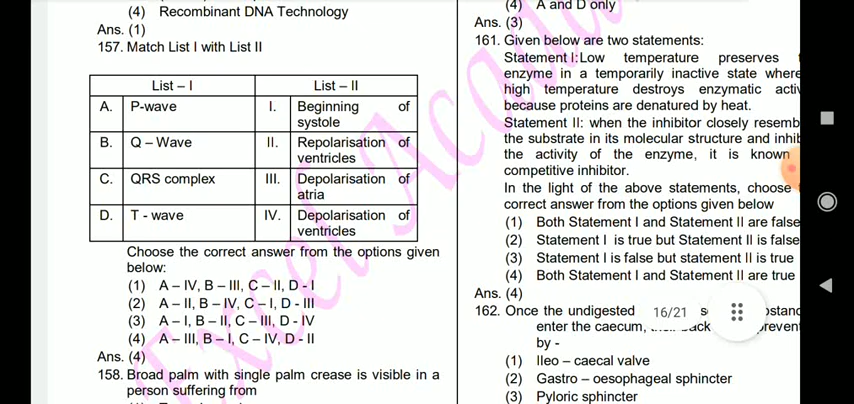 (4) Recombinant DNA Technology
Ans. (1)
157. Match List I with List II
List – I List – II
A. P-wave I. Beginning of systole
B. Q – Wave II. Repolarisation of ventricles
C. QRS complex III. Depolarisation of atria
D. T - wave IV. Depolarisation of ventricles
Choose the correct answer from the options given
below:
(1) A – IV, B – III, C – II, D - I
(2) A – II, B – IV, C – I, D - III
(3) A – I, B – II, C – III, D - IV
(4) A – III, B – I, C – IV, D - II
Ans. (4)
158. Broad palm with single palm crease is visible in a
person suffering from
(4) A and D only
Ans. (3)
161. Given below are two statements:
Statement I: Low temperature preserves
enzyme in a temporarily inactive state where
high temperature destroys enzymatic activ
because proteins are denatured by heat.
Statement II: when the inhibitor closely resemb
the substrate in its molecular structure and inhib
the activity of the enzyme, it is known
competitive inhibitor.
In the light of the above statements, choose
correct answer from the options given below
(1) Both Statement I and Statement II are false
(2) Statement I is true but Statement II is false
(3) Statement I is false but statement II is true
(4) Both Statement I and Statement II are true
Ans. (4)
16/21
162. Once the undigested
enter the caecum, back preven
by -
(1) Ileo – caecal valve
(2) Gastro – oesophageal sphincter
(3) Pyloric sphincter
Excel Acad